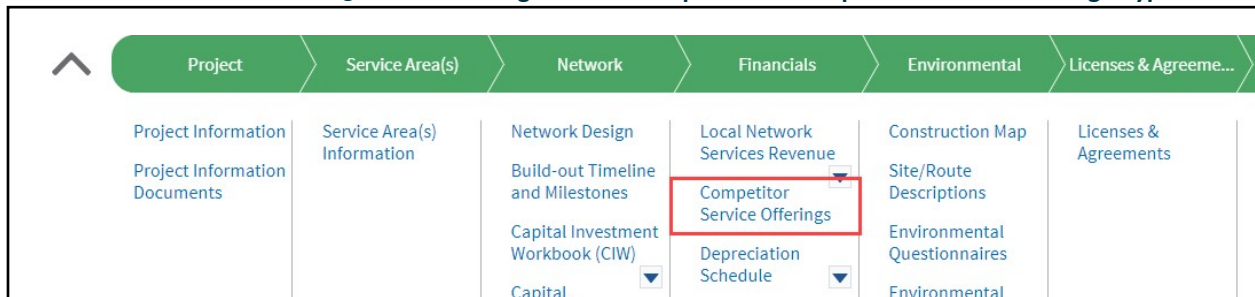 Project
Service Area(s)
Network
Financials
Environmental
Licenses & Agreeme...
Project Information
Project Information
Documents
Service Area(s)
Information
Network Design
Build-out Timeline
and Milestones
Capital Investment
Workbook (CIW)
Capital
Local Network
Services Revenue
Competitor
Service Offerings
Depreciation
Schedule
Construction Map
Site/Route
Descriptions
Environmental
Questionnaires
Environmental
Licenses &
Agreements